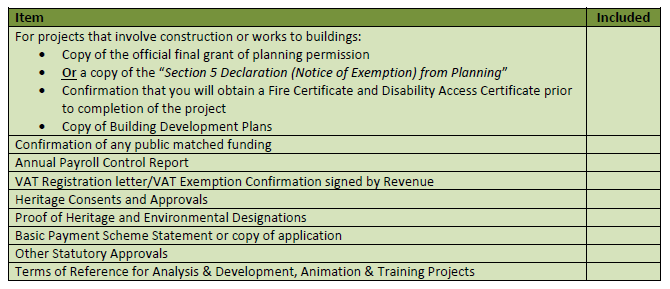 Item Included
For projects that involve construction or works to buildings:
• Copy of the official final grant of planning permission
• Or a copy of the “Section 5 Declaration (Notice of Exemption) from Planning”
• Confirmation that you will obtain a Fire Certificate and Disability Access Certificate prior
to completion of the project
• Copy of Building Development Plans
Confirmation of any public matched funding
Annual Payroll Control Report
VAT Registration letter/VAT Exemption Confirmation signed by Revenue
Heritage Consents and Approvals
Proof of Heritage and Environmental Designations
Basic Payment Scheme Statement or copy of application
Other Statutory Approvals
Terms of Reference for Analysis & Development, Animation & Training Projects